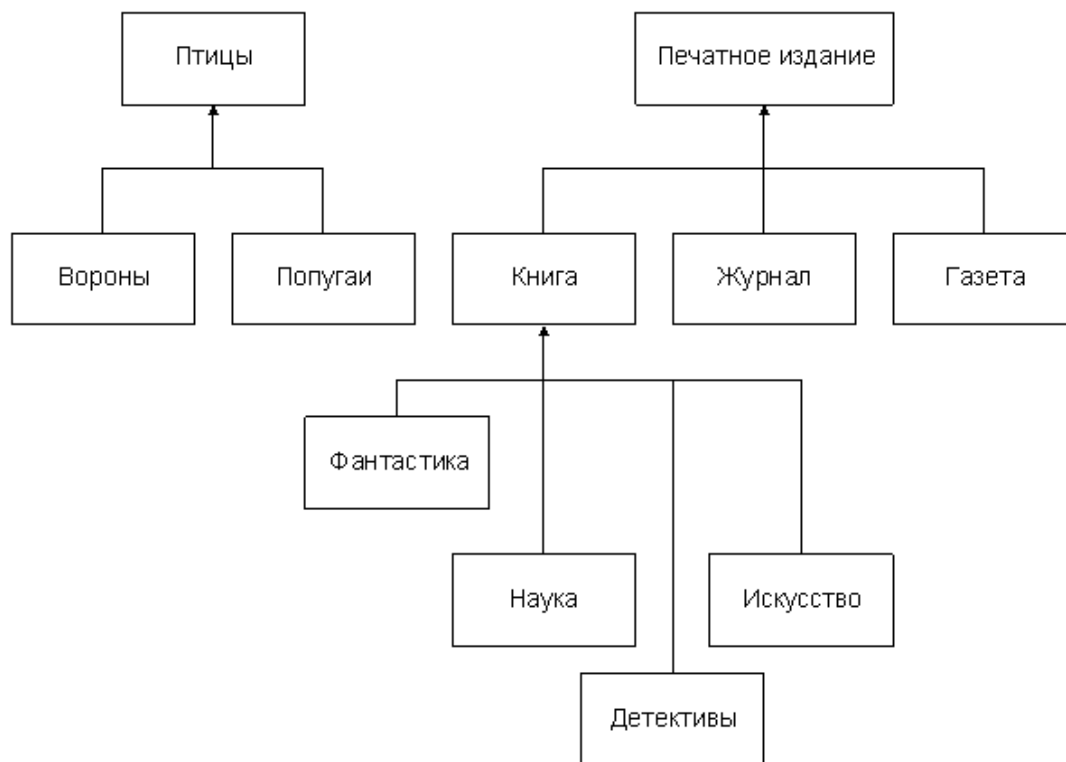 Птицы
Печатное издание
Вороны
Попугаи
Книга
Журнал
Газета
Фантастика
Наука
Искусство
Детективы